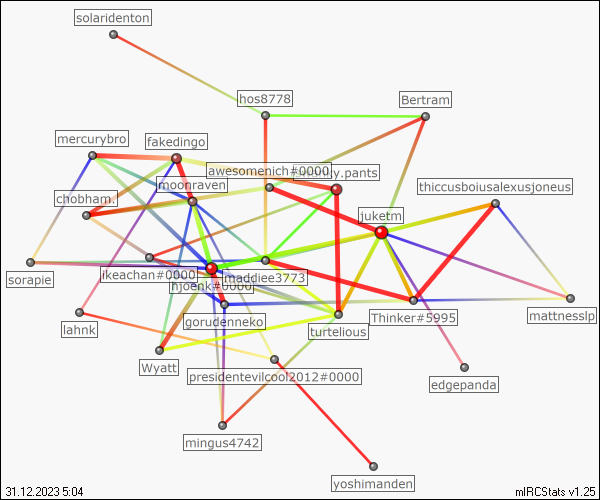 solaridenton
hos8778
Bertram
mercurybro
fakedingo
awesomenich#0000
.pants
moonraven
thiccusboiusalexusjoneus
chobham.
juketm
ikeachan#0000
maddiee3773
sorapie
hjoenk#0000
mattnesslp
gorudenneko
Thinker#5995
lahnk
turtelious
Wyatt
presidentevilcool2012#0000
edgepanda
mingus4742
yoshimanden
31.12.2023 5:04
mIRCStats v1.25